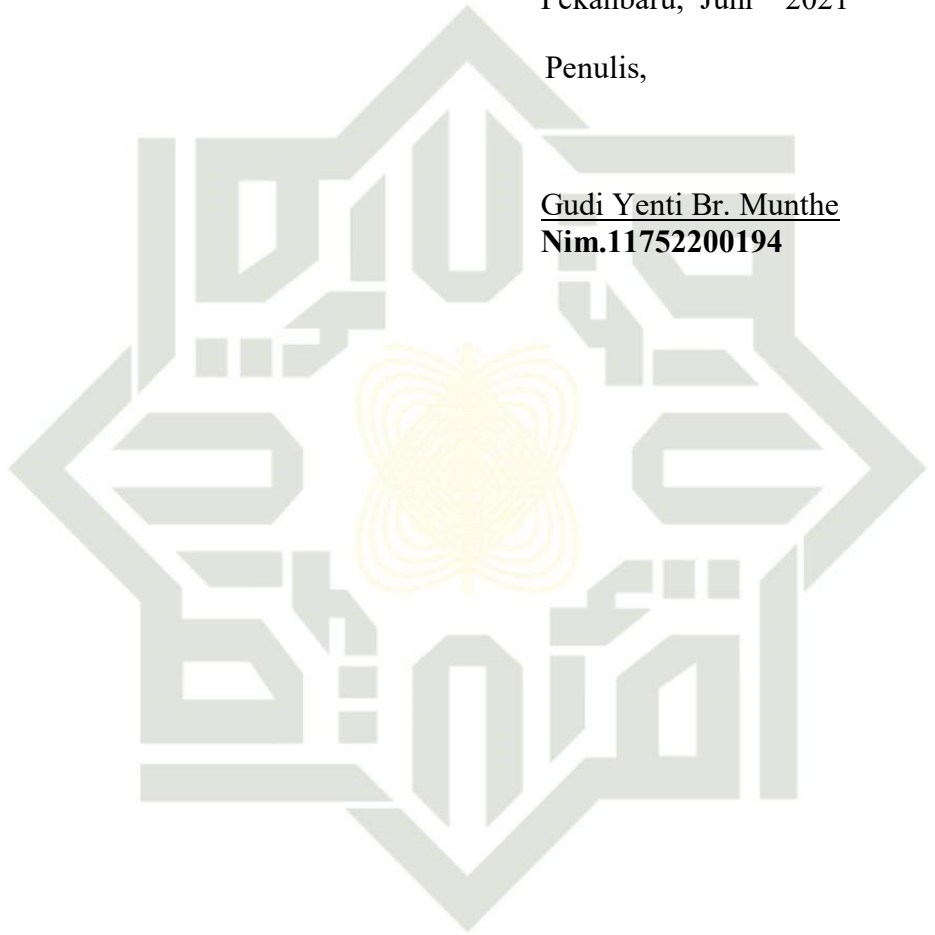 Pekanbaru, Juni 2021
Penulis,
Gudi Yenti Br. Munthe
Nim.11752200194